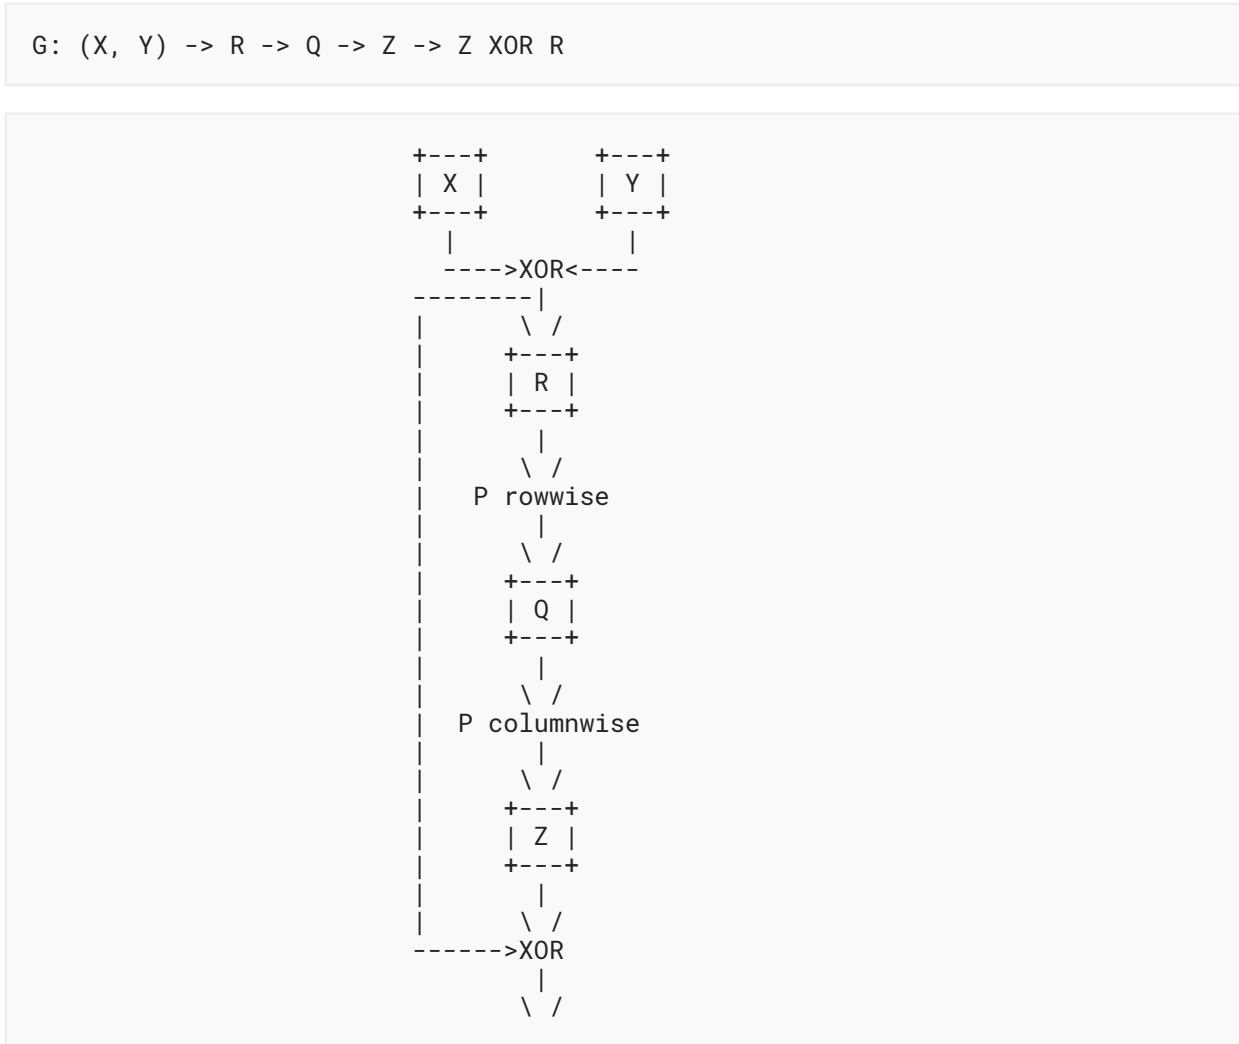 G: (X, Y) -> R -> Q -> Z -> Z XOR R
                         +---+       +---+
                         | X |       | Y |
                         +---+       +---+
                           |           |
                           ---->XOR<----
                         --------|
                         |      \ /
                         |     +---+
                         |     | R |
                         |     +---+
                         |       |
                         |      \ /
                         |   P rowwise
                         |       |
                         |      \ /
                         |     +---+
                         |     | Q |
                         |     +---+
                         |       |
                         |      \ /
                         |  P columnwise
                         |       |
                         |      \ /
                         |     +---+
                         |     | Z |
                         |     +---+
                         |       |
                         |      \ /
                         ------>XOR
                                 |
                                \ /